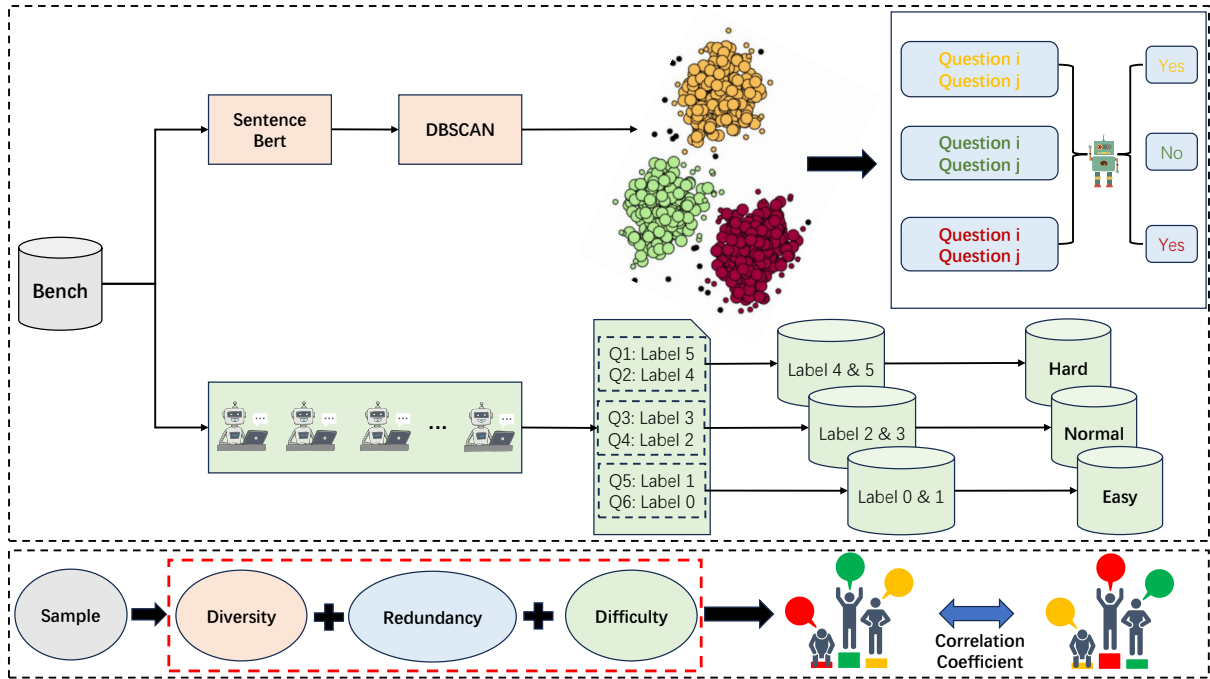 Sentence
Bert
DBSCAN
Question i
Question j
Yes
Question i
Question j
No
Question i
Question j
Yes
Bench
...
Q1: Label 5
Q2: Label 4
Q3: Label 3
Q4: Label 2
Q5: Label 1
Q6: Label 0
Label 4 & 5
Hard
Label 2 & 3
Normal
Label 0 & 1
Easy
Sample
Diversity
Redundancy
Difficulty
Correlation
Coefficient